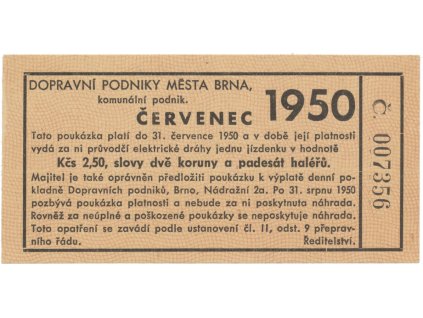 DOPRAVNÍ PODNIKY MĚSTA BRNA,
komunální podnik.
ČERVENEC 1950
Tato poukázka platí do 31. července 1950 a v době její platnosti
vydá za ni průvodčí elektrické dráhy jednu jízdenku v hodnotě
Kčs 2,50, slovy dvě koruny a padesát haléřů.
Majitel je také oprávněn předložiti poukázku k výplatě denní po-
kladně Dopravních podniků, Brno, Nádražní 2a. Po 31. srpnu 1950
pozbývá poukázka platnosti a nebude za ni poskytnuta náhrada.
Rovněž za neúplné a poškozené poukázky se neposkytuje náhrada.
Toto opatření se zavádí podle ustanovení čl. II, odst. 9 přeprav-
ního řádu. Ředitelství.
Č. 007356